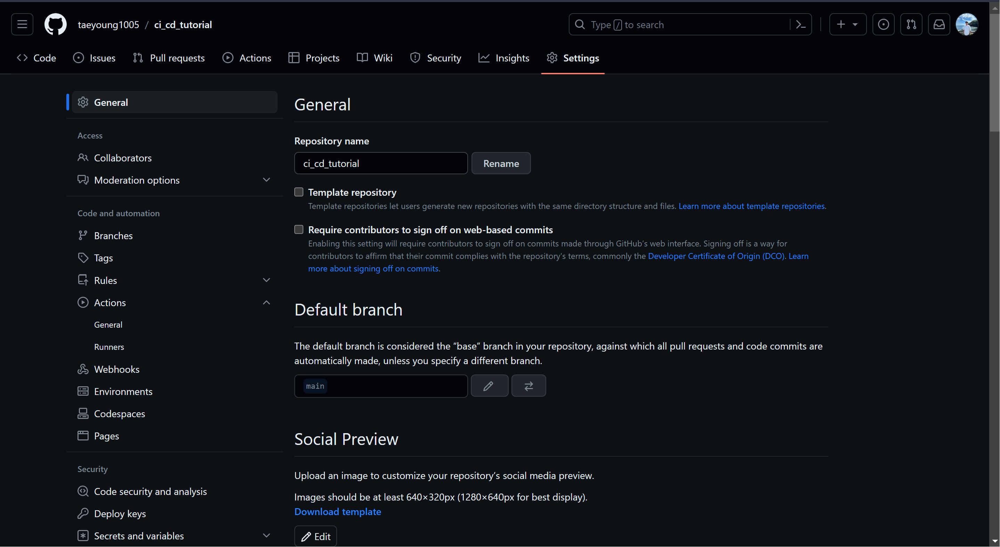 taeyoung1005 / ci_cd_tutorial
Type / to search
Code Issues Pull requests Actions Projects Wiki Security Insights Settings
General
Access
Collaborators
Moderation options
Code and automation
Branches
Tags
Rules
Actions
General
Runners
Webhooks
Environments
Codespaces
Pages
Security
Code security and analysis
Deploy keys
Secrets and variables
General
Repository name
ci_cd_tutorial Rename
Template repository
Template repositories let users generate new repositories with the same directory structure and files. Learn more about template repositories.
Require contributors to sign off on web-based commits
Enabling this setting will require contributors to sign off on commits made through GitHub’s web interface. Signing off is a way for
contributors to affirm that their commit complies with the repository's terms, commonly the Developer Certificate of Origin (DCO). Learn
more about signing off on commits.
Default branch
The default branch is considered the “base” branch in your repository, against which all pull requests and code commits are
automatically made, unless you specify a different branch.
main
Social Preview
Upload an image to customize your repository’s social media preview.
Images should be at least 640×320px (1280×640px for best display).
Download template
Edit